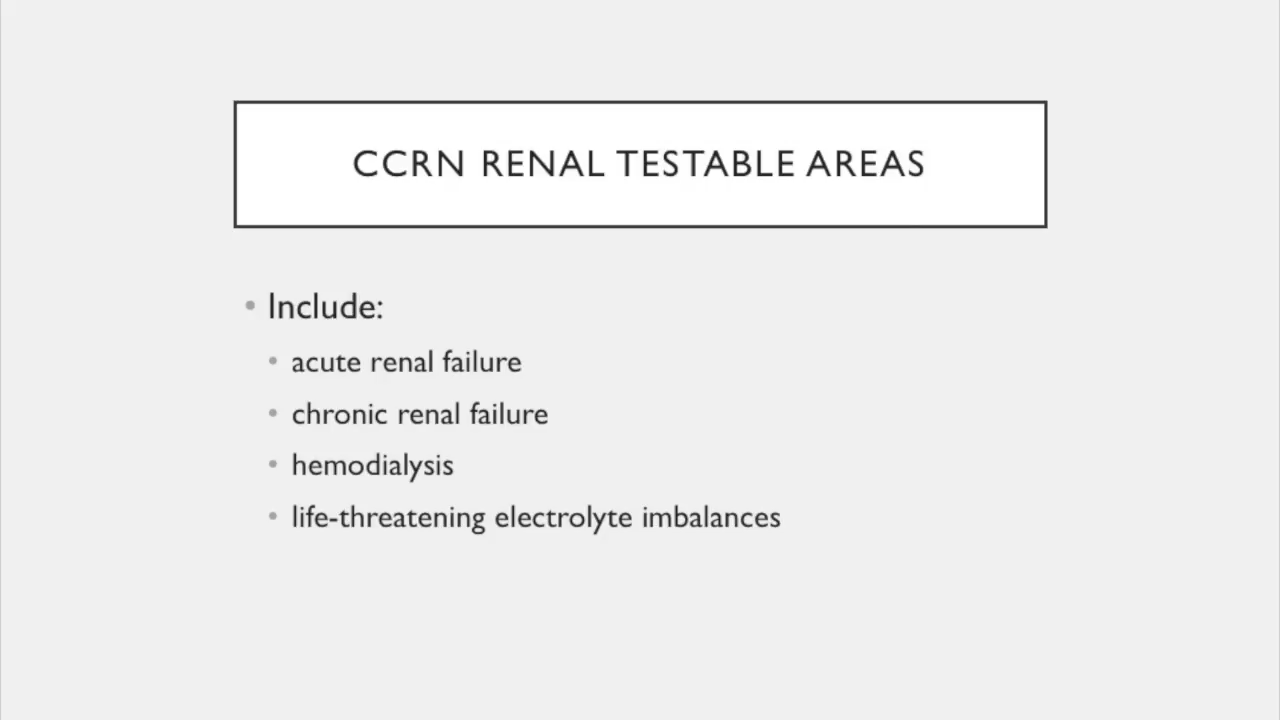 CCRN RENAL TESTABLE AREAS
• Include:
• acute renal failure
• chronic renal failure
• hemodialysis
• life-threatening electrolyte imbalances